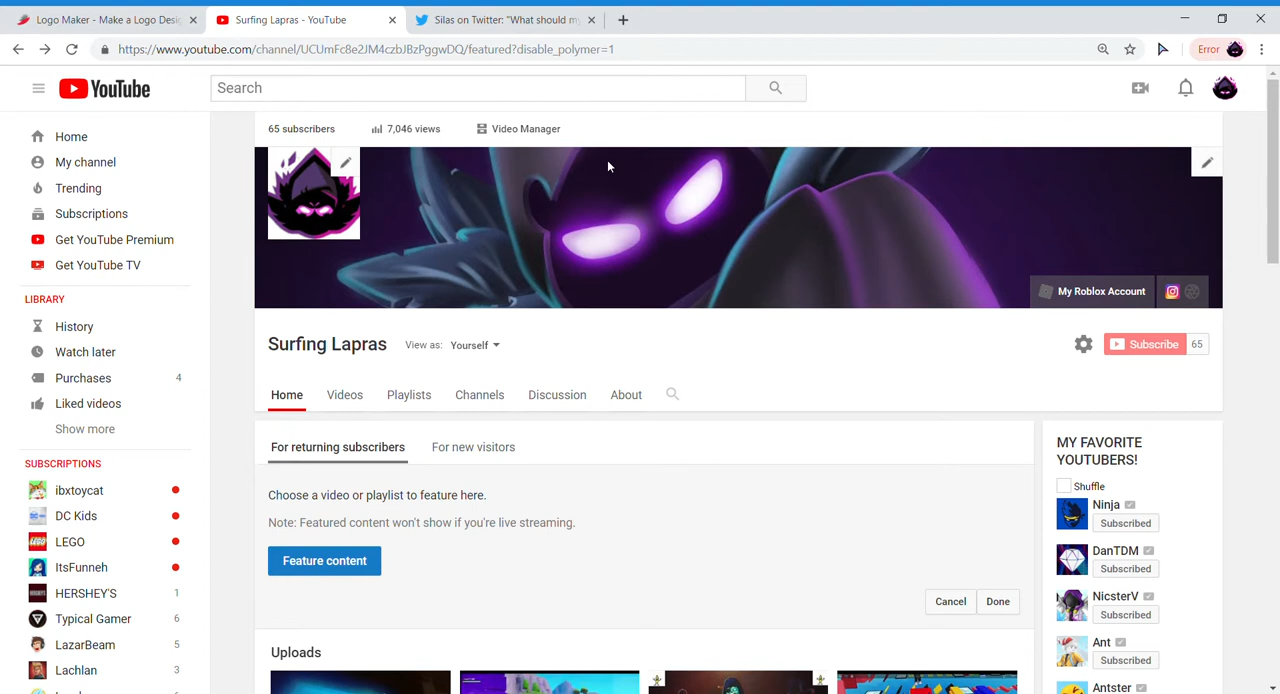 Logo Maker - Make a Logo Desig
Surfing Lapras - YouTube
Silas on Twitter: "What should my
Error
https://www.youtube.com/channel/UCUmFc8e2JM4czbJBzPggwDQ/featured?disable_polymer=1
YouTube
Search
65 subscribers
7,046 views
Video Manager
Home
My channel
Trending
Subscriptions
Get YouTube Premium
Get YouTube TV
LIBRARY
History
Watch later
Purchases 4
Liked videos
Show more
SUBSCRIPTIONS
ibxtoycat
DC Kids
LEGO
ItsFunneh
HERSHEY'S 1
Typical Gamer 6
LazarBeam 5
Lachlan 3
My Roblox Account
Surfing Lapras
View as: Yourself
Subscribe 65
Home Videos Playlists Channels Discussion About
For returning subscribers
For new visitors
Choose a video or playlist to feature here.
Note: Featured content won't show if you're live streaming.
Feature content
Cancel
Done
Uploads
MY FAVORITE
YOUTUBERS!
Shuffle
Ninja
Subscribed
DanTDM
Subscribed
NicsterV
Subscribed
Ant
Subscribed
Antster